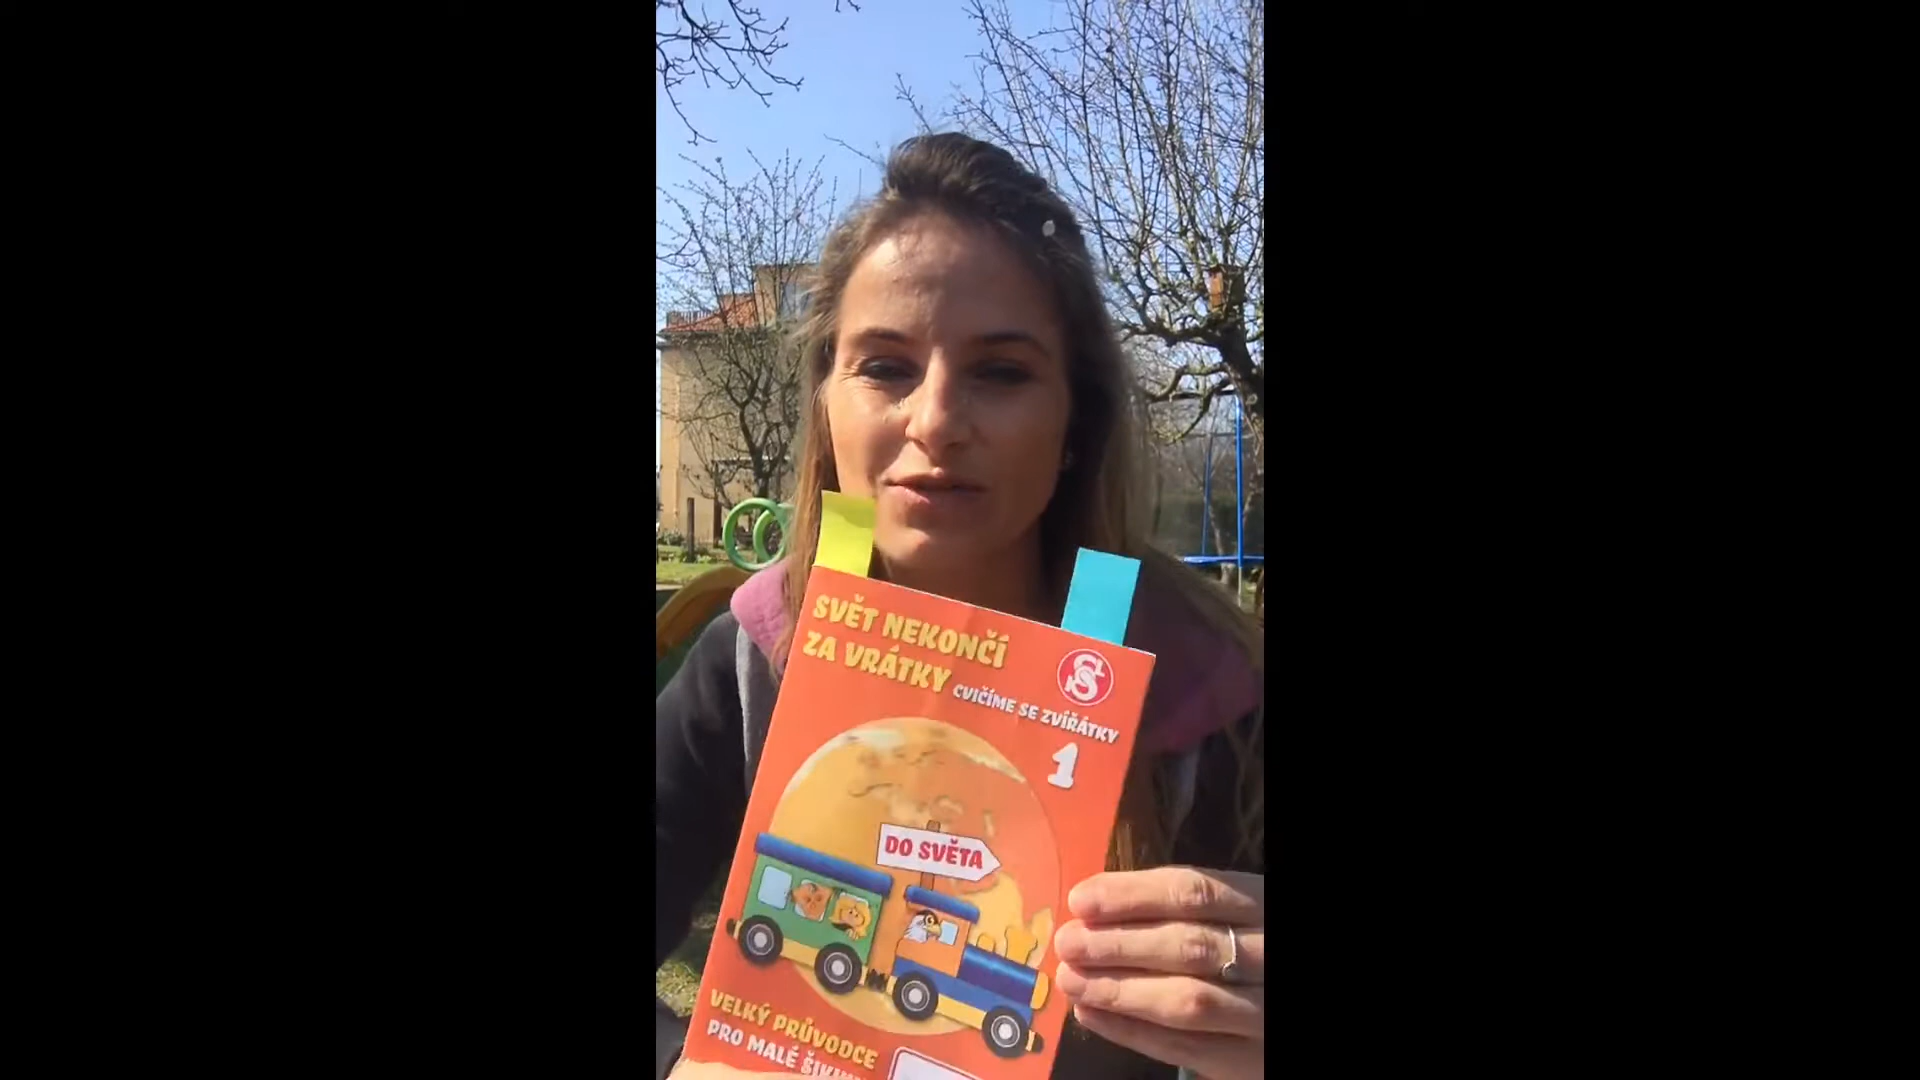 SVĚT NEKONČÍ
ZA VRÁTKY
CVIČÍME SE ZVÍŘÁTKY
1
DO SVĚTA
VELKÝ PRŮVODCE
PRO MALÉ